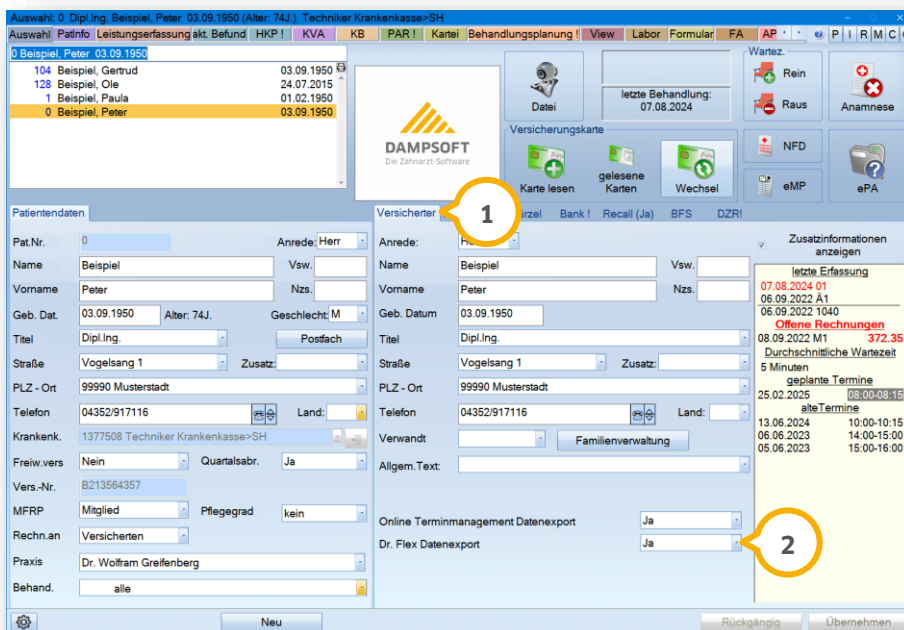 Auswahl: 0 Dipl.Ing. Beispiel, Peter 03.09.1950 (Alter: 74J.) Techniker Krankenkasse>SH
Auswahl PatInfo Leistungserfassung akt. Befund HKP ! KVA KB PAR ! Kartei Behandlungsplanung ! View Labor Formular FA AP P I R M C
0 Beispiel, Peter 03.09.1950
104 Beispiel, Gertrud 03.09.1950
128 Beispiel, Ole 24.07.2015
1 Beispiel, Paula 01.02.1950
0 Beispiel, Peter 03.09.1950
DAMPSOFT
Die Zahnarzt-Software
Datei
letzte Behandlung:
07.08.2024
Versicherungskarte
Karte lesen
gelesene
Karten
Wechsel
Wartez.
Rein
Raus
NFD
eMP
Anamnese
ePA
Patientendaten
Pat.Nr. 0 Anrede: Herr
Name Beispiel Vsw.
Vorname Peter Nzs.
Geb. Dat. 03.09.1950 Alter: 74J. Geschlecht: M
Titel Dipl.Ing. Postfach
Straße Vogelsang 1 Zusatz:
PLZ - Ort 99990 Musterstadt
Telefon 04352/917116 Land:
Krankenk. 1377508 Techniker Krankenkasse>SH
Freiw.vers Nein Quartalsabr. Ja
Vers.-Nr. B213564357
MFRP Mitglied Pflegegrad kein
Rechn.an Versicherten
Praxis Dr. Wolfram Greifenberg
Behand. alle
Versicherter 1 Bank ! Recall (Ja) BFS DZR!
Anrede:
Name Beispiel Vsw.
Vorname Peter Nzs.
Geb. Datum 03.09.1950
Titel Dipl.Ing.
Straße Vogelsang 1 Zusatz:
PLZ - Ort 99990 Musterstadt
Telefon 04352/917116 Land:
Verwandt Familienverwaltung
Allgem.Text:
Online Terminmanagement Datenexport Ja
Dr. Flex Datenexport Ja 2
Zusatzinformationen
anzeigen
letzte Erfassung
07.08.2024 01
06.09.2022 Ä1
06.09.2022 1040
Offene Rechnungen
08.09.2022 M1 372.35
Durchschnittliche Wartezeit
5 Minuten
geplante Termine
25.02.2025 08:00-08:15
alteTermine
13.06.2024 10:00-10:15
06.06.2023 14:00-15:00
05.06.2023 15:00-16:00
Neu Rückgängig Übernehmen